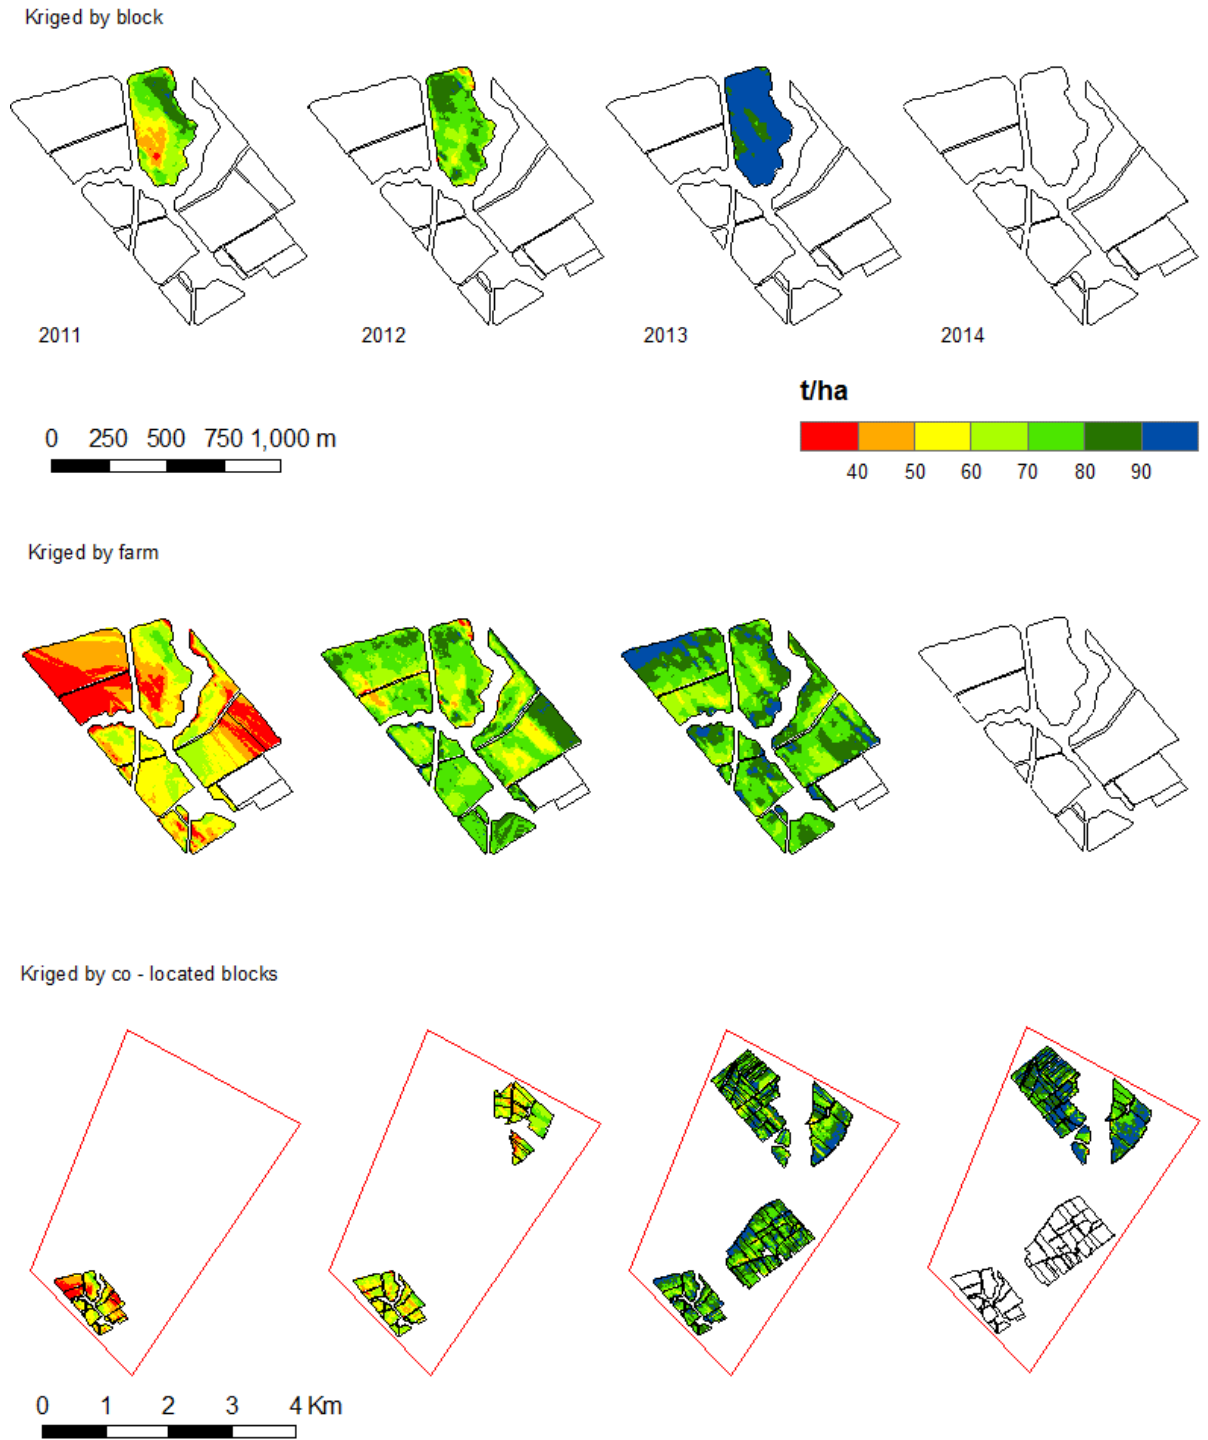 Kriged by block
2011 2012 2013 2014
t/ha
0 250 500 750 1,000 m
40 50 60 70 80 90
Kriged by farm
Kriged by co - located blocks
0 1 2 3 4 Km